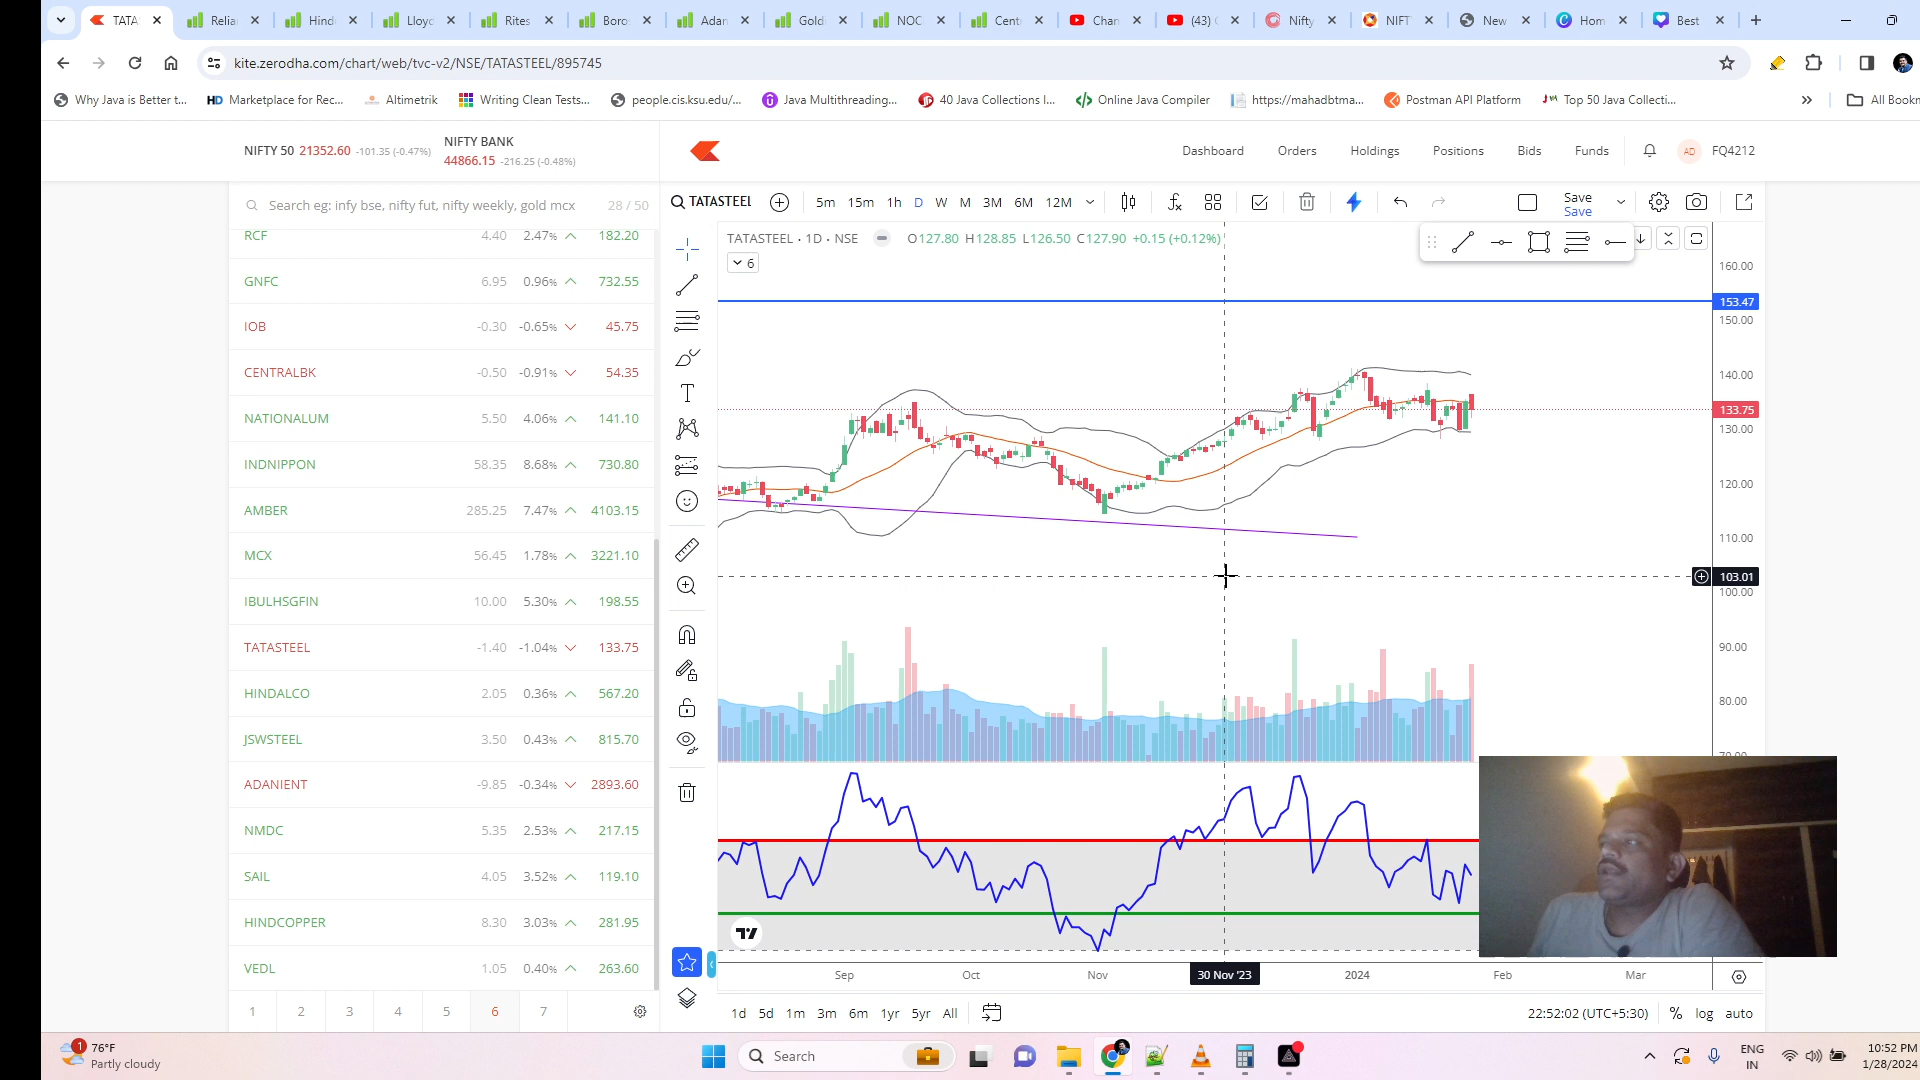 TATA
Relia
Hind
Lloyd
Rites
Boro
Adan
Gold
NOC
Cent
Chan
(43)
Nifty
NIFT
New
Hom
Best
kite.zerodha.com/chart/web/tvc-v2/NSE/TATASTEEL/895745
Why Java is Better t...
HD Marketplace for Rec...
Altimetrik
Writing Clean Tests...
people.cis.ksu.edu/...
Java Multithreading...
40 Java Collections I...
Online Java Compiler
https://mahadbtma...
Postman API Platform
Top 50 Java Collecti...
All Bookm
NIFTY 50 21352.60 -101.35 (-0.47%)
NIFTY BANK
44866.15 -216.25 (-0.48%)
Dashboard Orders Holdings Positions Bids Funds AD FQ4212
Search eg: infy bse, nifty fut, nifty weekly, gold mcx 28 / 50
RCF 4.40 2.47% 182.20
GNFC 6.95 0.96% 732.55
IOB -0.30 -0.65% 45.75
CENTRALBK -0.50 -0.91% 54.35
NATIONALUM 5.50 4.06% 141.10
INDNIPPON 58.35 8.68% 730.80
AMBER 285.25 7.47% 4103.15
MCX 56.45 1.78% 3221.10
IBULHSGFIN 10.00 5.30% 198.55
TATASTEEL -1.40 -1.04% 133.75
HINDALCO 2.05 0.36% 567.20
JSWSTEEL 3.50 0.43% 815.70
ADANIENT -9.85 -0.34% 2893.60
NMDC 5.35 2.53% 217.15
SAIL 4.05 3.52% 119.10
HINDCOPPER 8.30 3.03% 281.95
VEDL 1.05 0.40% 263.60
1 2 3 4 5 6 7
TATASTEEL 5m 15m 1h D W M 3M 6M 12M
Save
Save
TATASTEEL · 1D · NSE O127.80 H128.85 L126.50 C127.90 +0.15 (+0.12%)
6
160.00
153.47
150.00
140.00
133.75
130.00
120.00
110.00
103.01
100.00
90.00
80.00
70.00
Sep Oct Nov 30 Nov '23 2024 Feb Mar
1d 5d 1m 3m 6m 1yr 5yr All
22:52:02 (UTC+5:30) % log auto
1
76°F
Partly cloudy
Search
ENG
IN
10:52 PM
1/28/2024